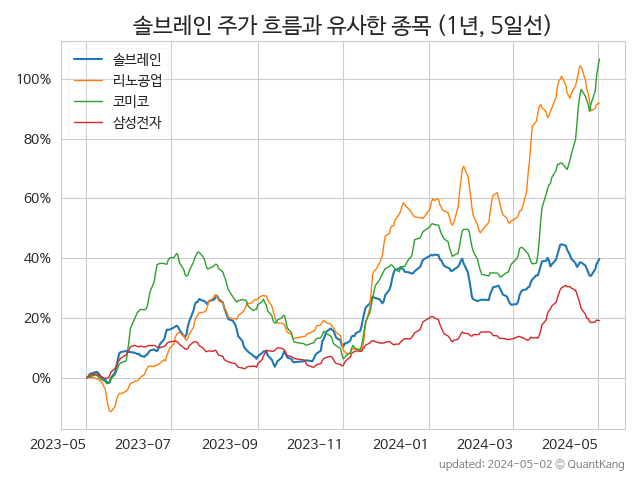 솔브레인 주가 흐름과 유사한 종목 (1년, 5일선)
솔브레인
리노공업
코미코
삼성전자
100%
80%
60%
40%
20%
0%
2023-05 2023-07 2023-09 2023-11 2024-01 2024-03 2024-05
updated: 2024-05-02 © QuantKang